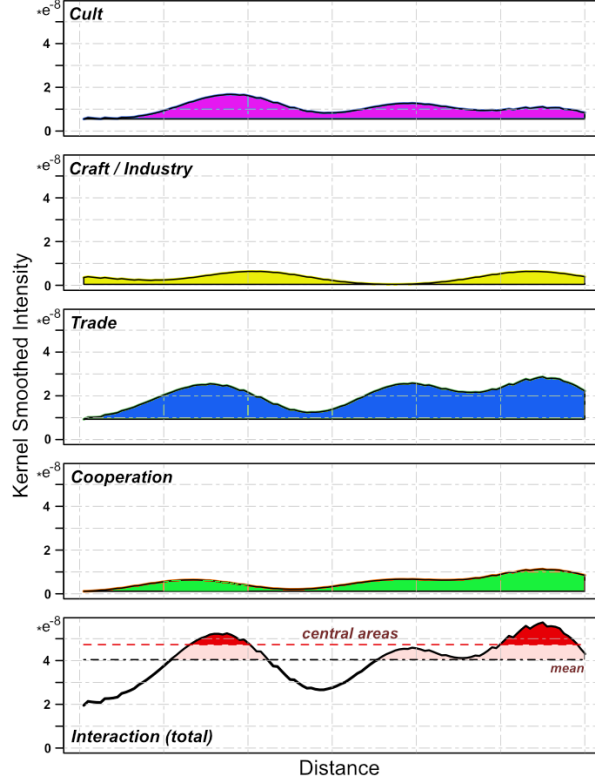 *e-8
Cult
4
2
0
*e-8
Craft / Industry
4
2
0
*e-8
Trade
4
2
0
*e-8
Cooperation
4
2
0
*e-8
central areas
4
mean
2
0
Interaction (total)
Kernel Smoothed Intensity
Distance